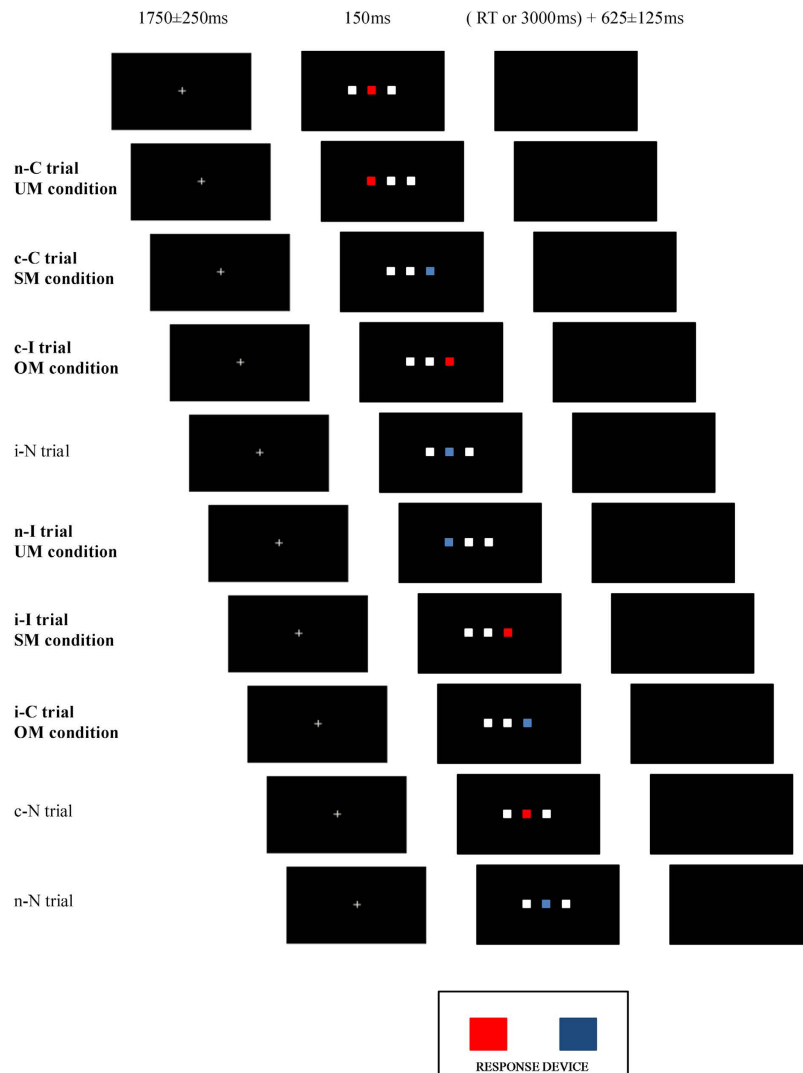 1750±250ms 150ms ( RT or 3000ms) + 625±125ms
n-C trial
UM condition
c-C trial
SM condition
c-I trial
OM condition
i-N trial
n-I trial
UM condition
i-I trial
SM condition
i-C trial
OM condition
c-N trial
n-N trial
RESPONSE DEVICE